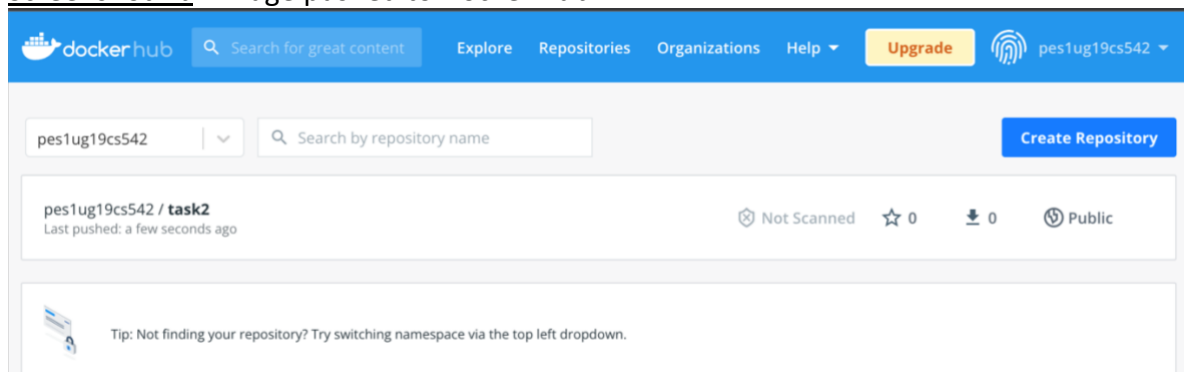 dockerhub Search for great content Explore Repositories Organizations Help Upgrade pes1ug19cs542
pes1ug19cs542 Search by repository name Create Repository
pes1ug19cs542 / task2
Last pushed: a few seconds ago
Not Scanned 0 0 Public
Tip: Not finding your repository? Try switching namespace via the top left dropdown.